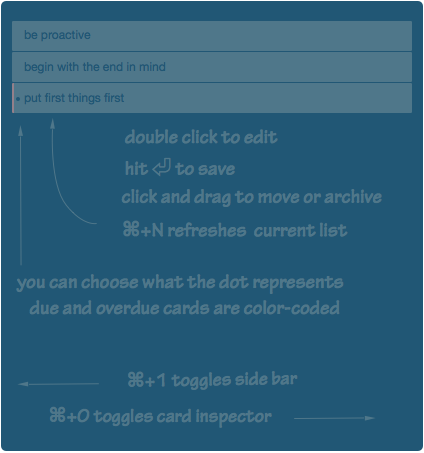 be proactive
begin with the end in mind
• put first things first
double click to edit
hit ⏎ to save
click and drag to move or archive
⌘+N refreshes current list
you can choose what the dot represents
due and overdue cards are color-coded
⌘+1 toggles side bar
⌘+0 toggles card inspector